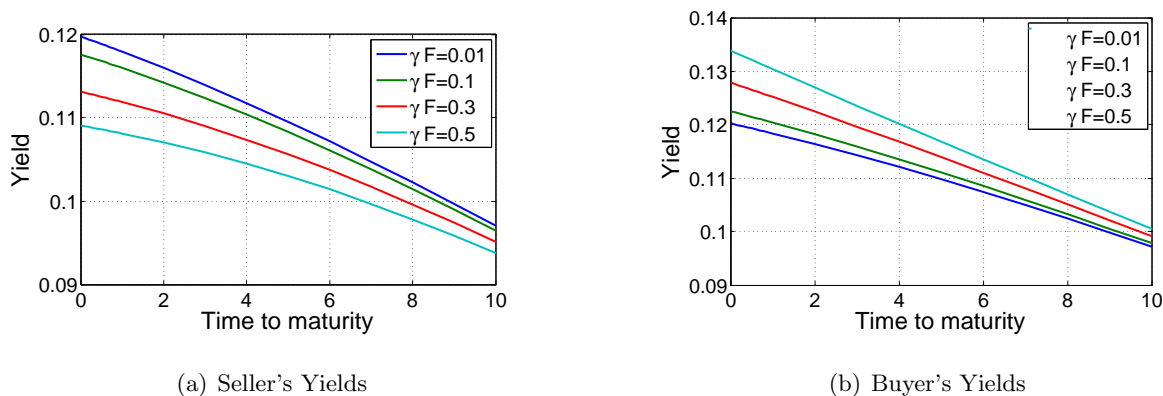 0.12
0.11
0.1
0.09
Yield
0 2 4 6 8 10
Time to maturity
γ F=0.01
γ F=0.1
γ F=0.3
γ F=0.5
(a) Seller's Yields
0.14
0.13
0.12
0.11
0.1
0.09
Yield
0 2 4 6 8 10
Time to maturity
γ F=0.01
γ F=0.1
γ F=0.3
γ F=0.5
(b) Buyer's Yields